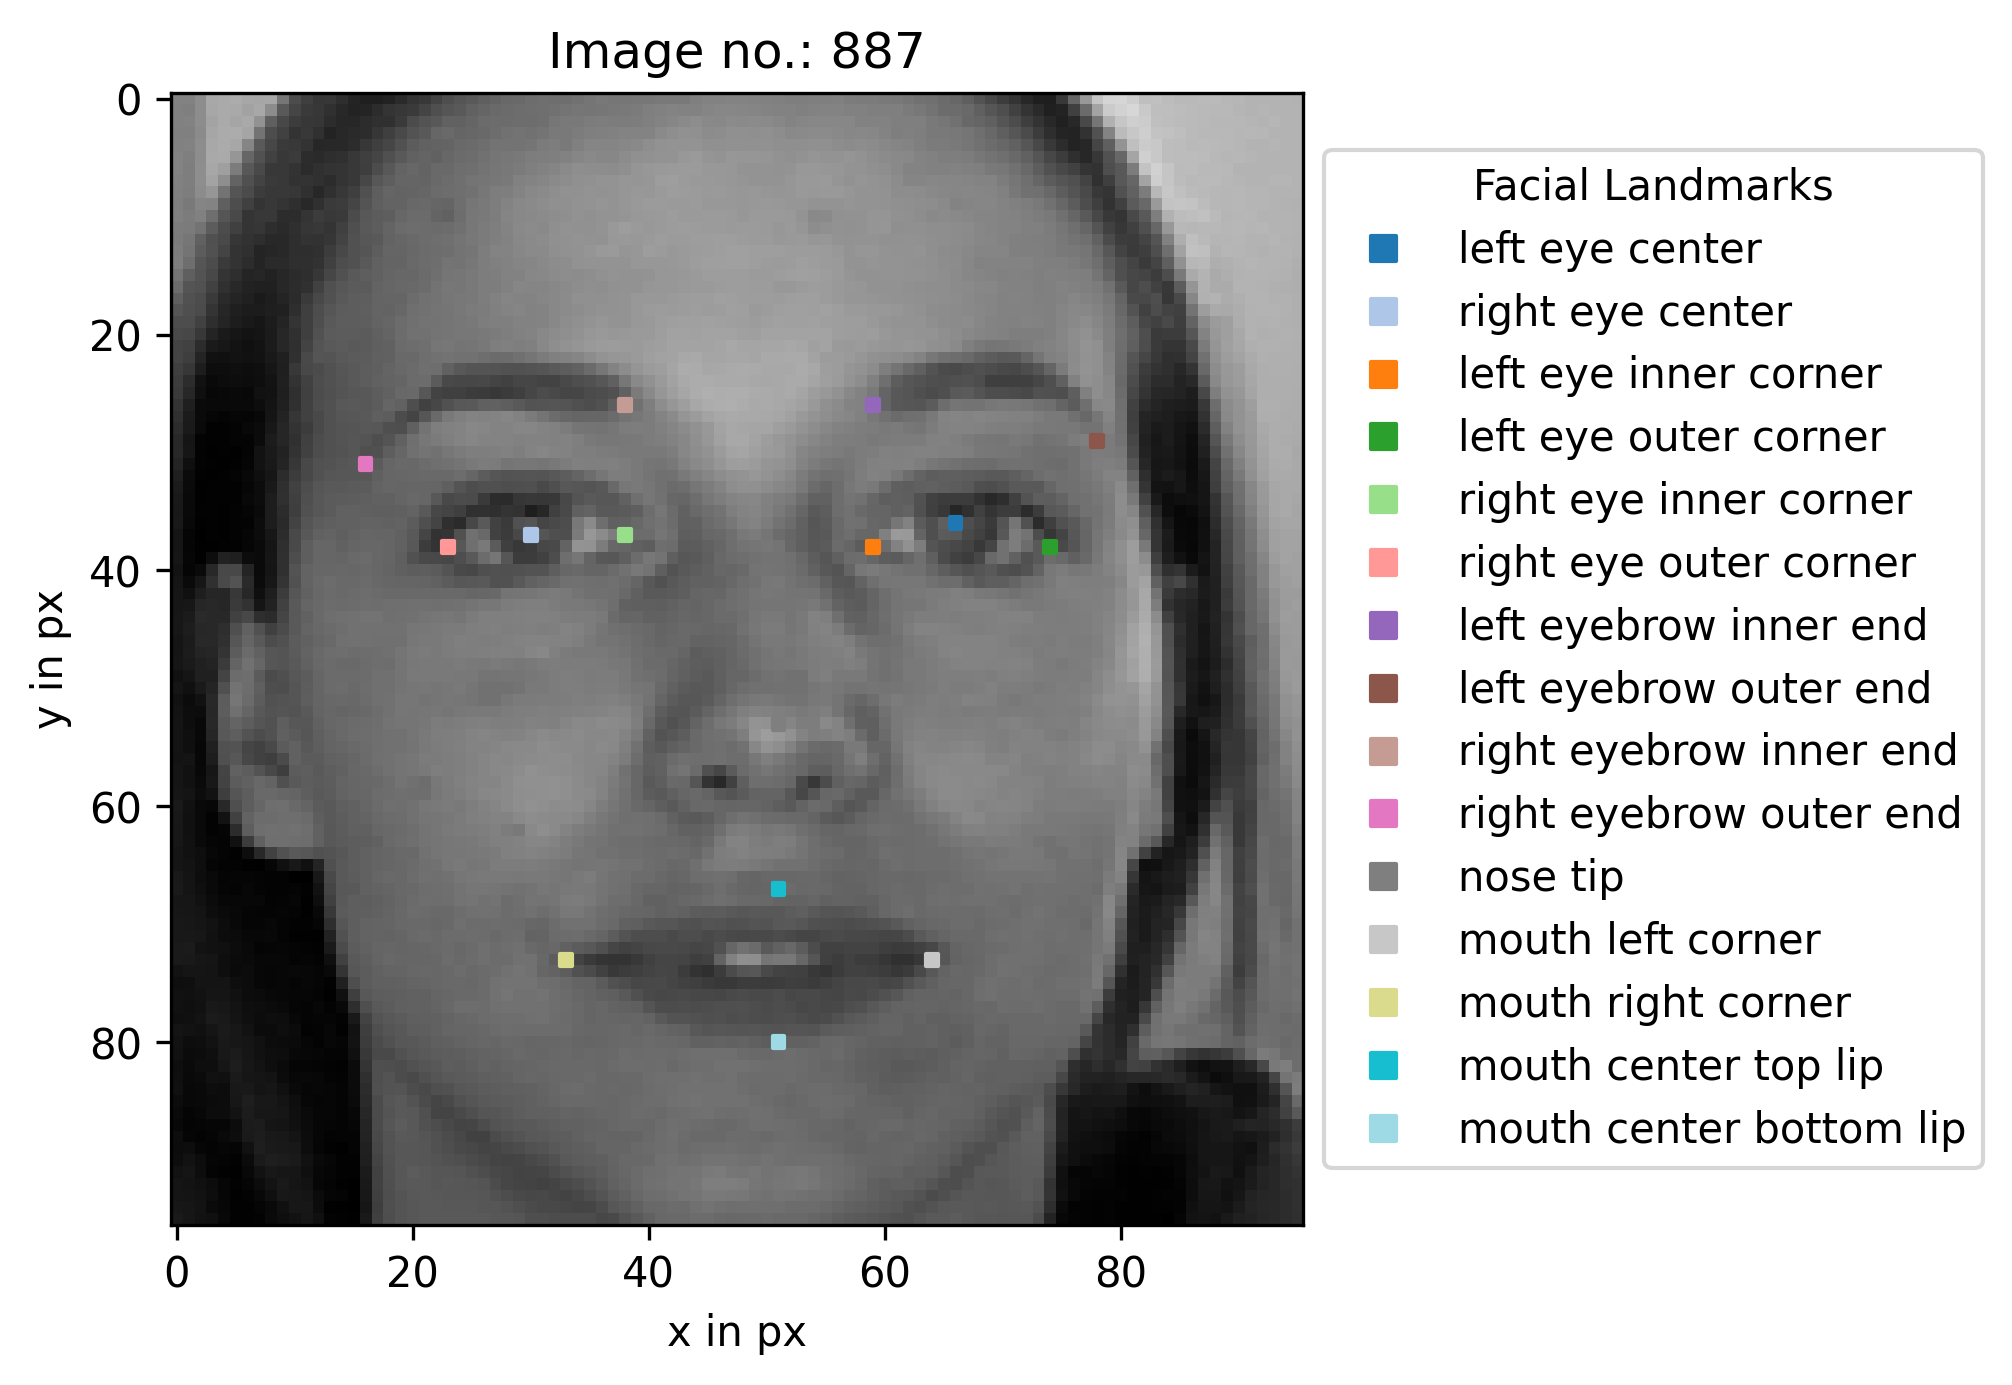 Image no.: 887
0
20
40
60
80
y in px
0 20 40 60 80
x in px
Facial Landmarks
left eye center
right eye center
left eye inner corner
left eye outer corner
right eye inner corner
right eye outer corner
left eyebrow inner end
left eyebrow outer end
right eyebrow inner end
right eyebrow outer end
nose tip
mouth left corner
mouth right corner
mouth center top lip
mouth center bottom lip